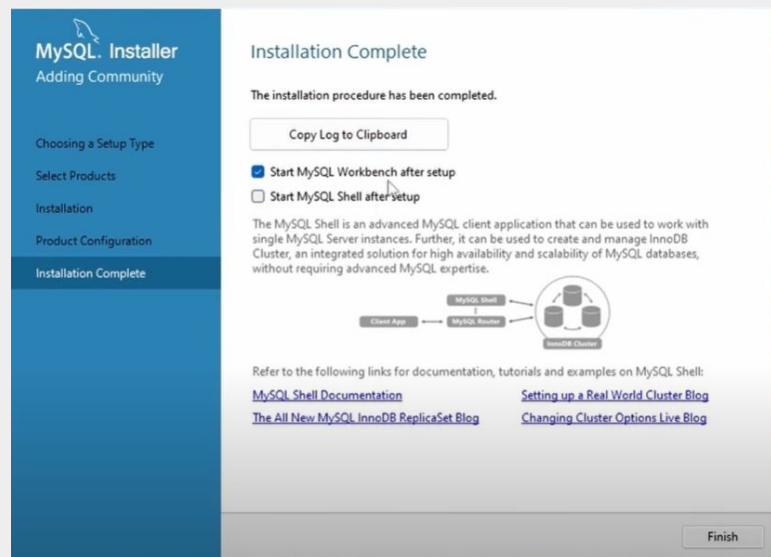 MySQL. Installer
Adding Community
Choosing a Setup Type
Select Products
Installation
Product Configuration
Installation Complete
Installation Complete
The installation procedure has been completed.
Copy Log to Clipboard
Start MySQL Workbench after setup
Start MySQL Shell after setup
The MySQL Shell is an advanced MySQL client application that can be used to work with
single MySQL Server instances. Further, it can be used to create and manage InnoDB
Cluster, an integrated solution for high availability and scalability of MySQL databases,
without requiring advanced MySQL expertise.
MySQL Shell
Client App
MySQL Router
InnoDB Cluster
Refer to the following links for documentation, tutorials and examples on MySQL Shell:
MySQL Shell Documentation
Setting up a Real World Cluster Blog
The All New MySQL InnoDB ReplicaSet Blog
Changing Cluster Options Live Blog
Finish